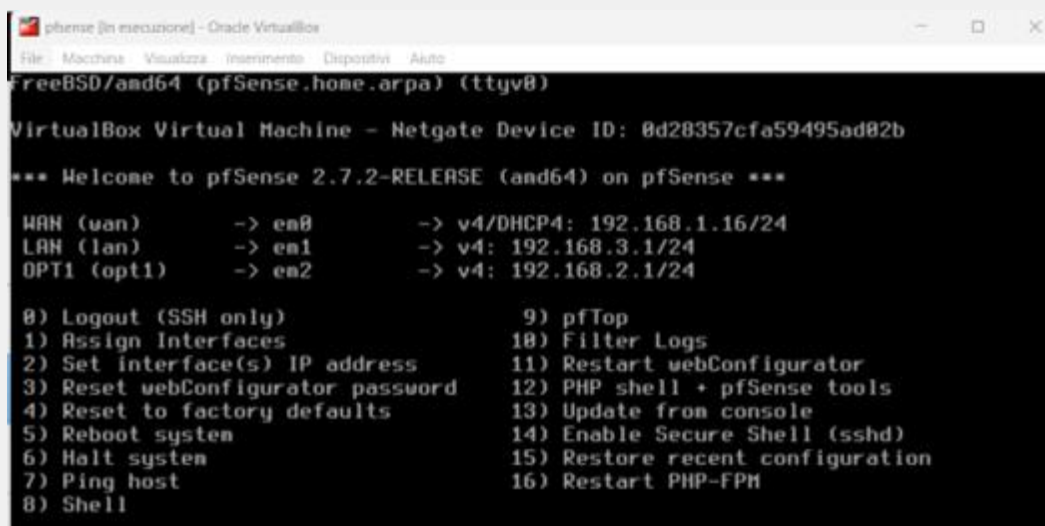 pfsense [in esecuzione] - Oracle VirtualBox
File Macchina Visualizza Inserimento Dispositivi Aiuto
FreeBSD/amd64 (pfSense.home.arpa) (ttyv0)
VirtualBox Virtual Machine - Netgate Device ID: 0d28357cfa59495ad02b
*** Welcome to pfSense 2.7.2-RELEASE (amd64) on pfSense ***
WAN (wan) -> em0 -> v4/DHCP4: 192.168.1.16/24
LAN (lan) -> em1 -> v4: 192.168.3.1/24
OPT1 (opt1) -> em2 -> v4: 192.168.2.1/24
0) Logout (SSH only) 9) pfTop
1) Assign Interfaces 10) Filter Logs
2) Set interface(s) IP address 11) Restart webConfigurator
3) Reset webConfigurator password 12) PHP shell + pfSense tools
4) Reset to factory defaults 13) Update from console
5) Reboot system 14) Enable Secure Shell (sshd)
6) Halt system 15) Restore recent configuration
7) Ping host 16) Restart PHP-FPM
8) Shell